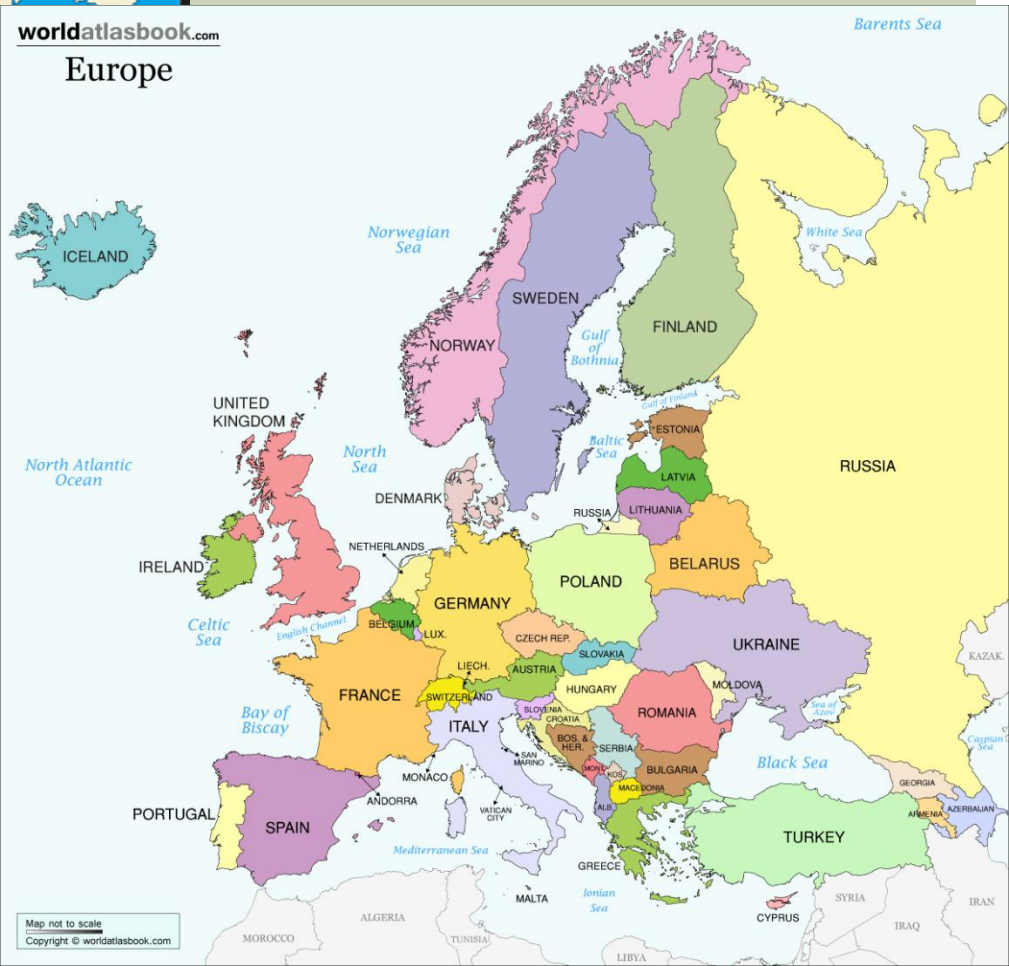 worldatlasbook.com
Europe
Barents Sea
Norwegian
Sea
White Sea
ICELAND
SWEDEN
FINLAND
NORWAY
Gulf
of
Bothnia
Gulf of Finland
UNITED
KINGDOM
ESTONIA
Baltic
Sea
North
Sea
North Atlantic
Ocean
RUSSIA
LATVIA
DENMARK
LITHUANIA
RUSSIA
NETHERLANDS
IRELAND
BELARUS
POLAND
GERMANY
Celtic
Sea
English Channel
BELGIUM
LUX.
CZECH REP.
UKRAINE
SLOVAKIA
KAZAK.
LIECH.
AUSTRIA
FRANCE
SWITZERLAND
HUNGARY
MOLDOVA
SLOVENIA
CROATIA
ROMANIA
Sea of
Azov
Bay of
Biscay
ITALY
BOS. &
HER.
SERBIA
Caspian
Sea
SAN
MARINO
Black Sea
MONT.
KOS.
BULGARIA
MONACO
MACEDONIA
GEORGIA
ANDORRA
PORTUGAL
VATICAN
CITY
ALB.
ARMENIA
AZERBAIJAN
SPAIN
TURKEY
Mediterranean Sea
GREECE
MALTA
Ionian
Sea
CYPRUS
SYRIA
IRAN
IRAQ
ALGERIA
MOROCCO
TUNISIA
LIBYA
Map not to scale
Copyright © worldatlasbook.com